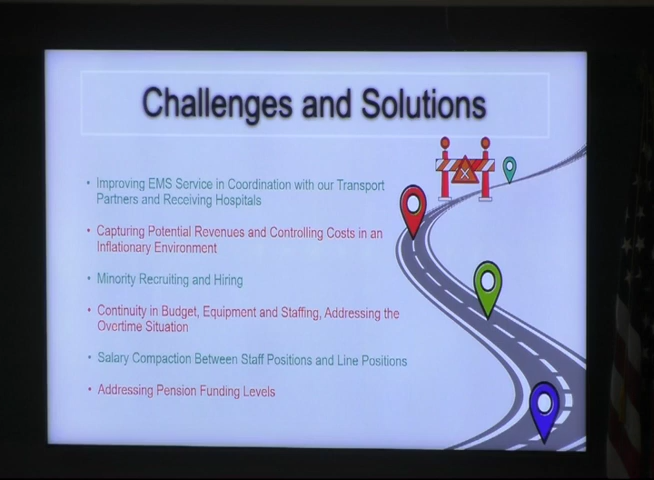 Challenges and Solutions
• Improving EMS Service in Coordination with our Transport
Partners and Receiving Hospitals
• Capturing Potential Revenues and Controlling Costs in an
Inflationary Environment
• Minority Recruiting and Hiring
• Continuity in Budget, Equipment and Staffing, Addressing the
Overtime Situation
• Salary Compaction Between Staff Positions and Line Positions
• Addressing Pension Funding Levels